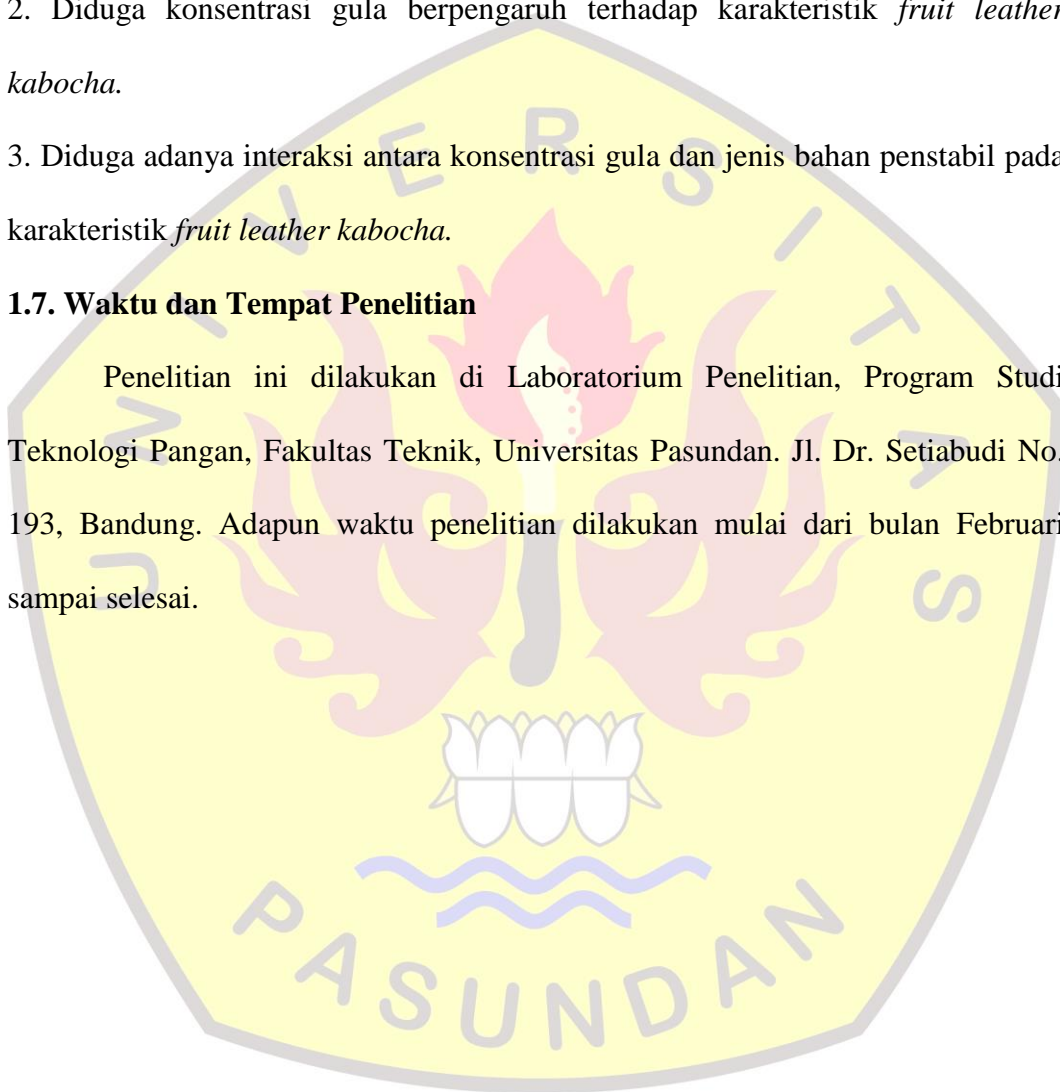 2. Diduga konsentrasi gula berpengaruh terhadap karakteristik fruit leather
kabocha.
3. Diduga adanya interaksi antara konsentrasi gula dan jenis bahan penstabil pada
karakteristik fruit leather kabocha.
1.7. Waktu dan Tempat Penelitian
Penelitian ini dilakukan di Laboratorium Penelitian, Program Studi
Teknologi Pangan, Fakultas Teknik, Universitas Pasundan. Jl. Dr. Setiabudi No.
193, Bandung. Adapun waktu penelitian dilakukan mulai dari bulan Februari
sampai selesai.
UNIVERSITAS
PASUNDAN